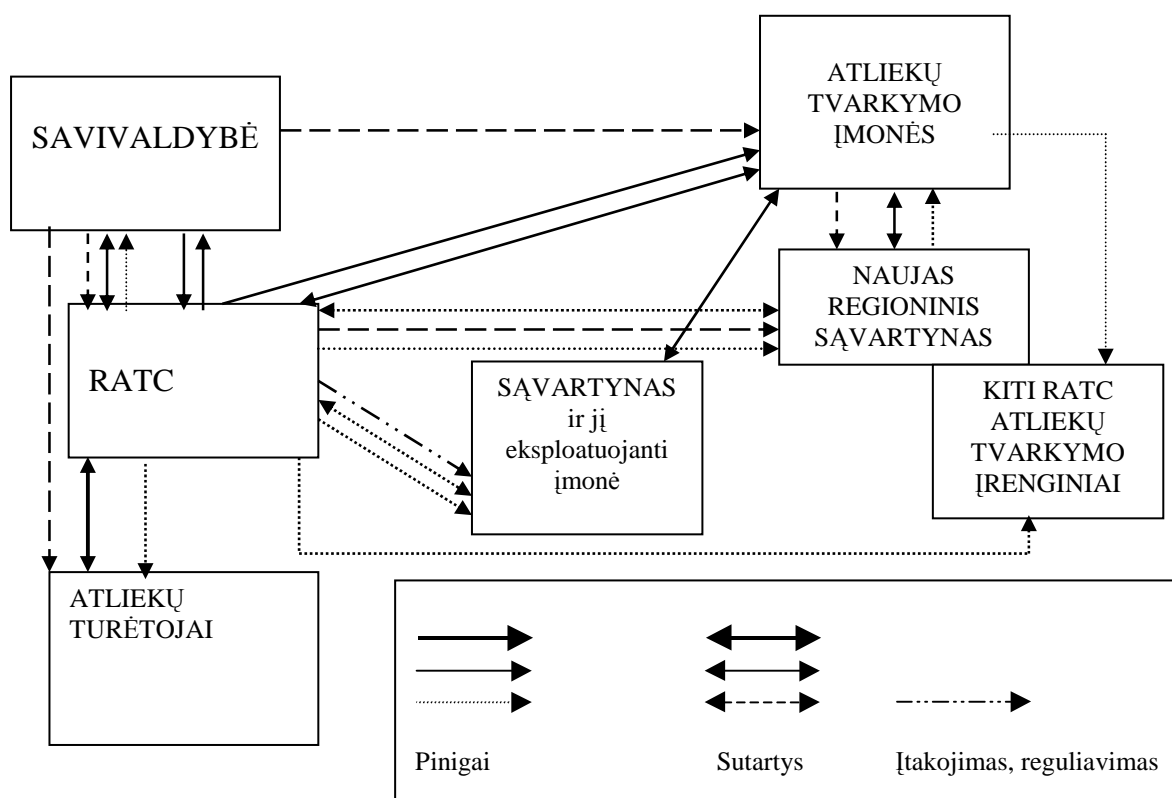 SAVIVALDYBĖ
ATLIEKŲ
TVARKYMO
ĮMONĖS
NAUJAS
REGIONINIS
SĄVARTYNAS
RATC
SĄVARTYNAS
ir jį
eksploatuojanti
įmonė
KITI RATC
ATLIEKŲ
TVARKYMO
ĮRENGINIAI
ATLIEKŲ
TURĖTOJAI
Pinigai
Sutartys
Įtakojimas, reguliavimas